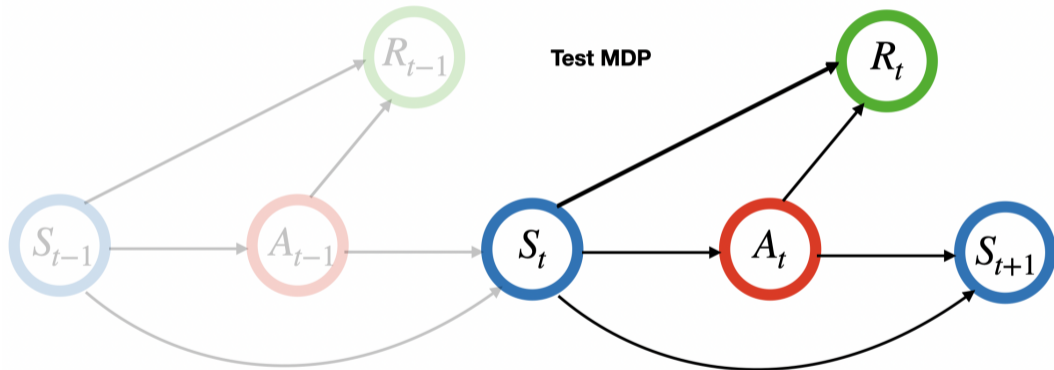 R_{t-1}
Test MDP
R_t
S_{t-1}
A_{t-1}
S_t
A_t
S_{t+1}